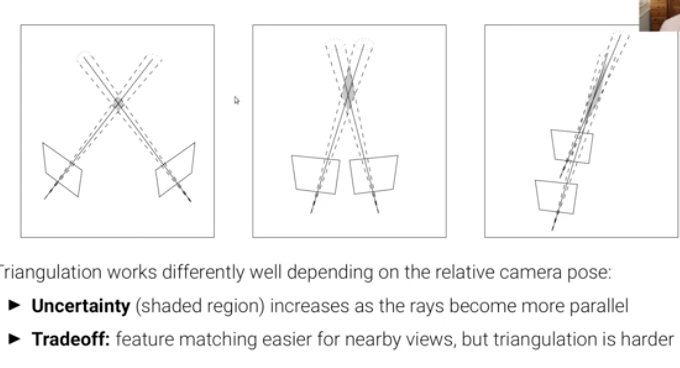 Triangulation works differently well depending on the relative camera pose:
► Uncertainty (shaded region) increases as the rays become more parallel
► Tradeoff: feature matching easier for nearby views, but triangulation is harder